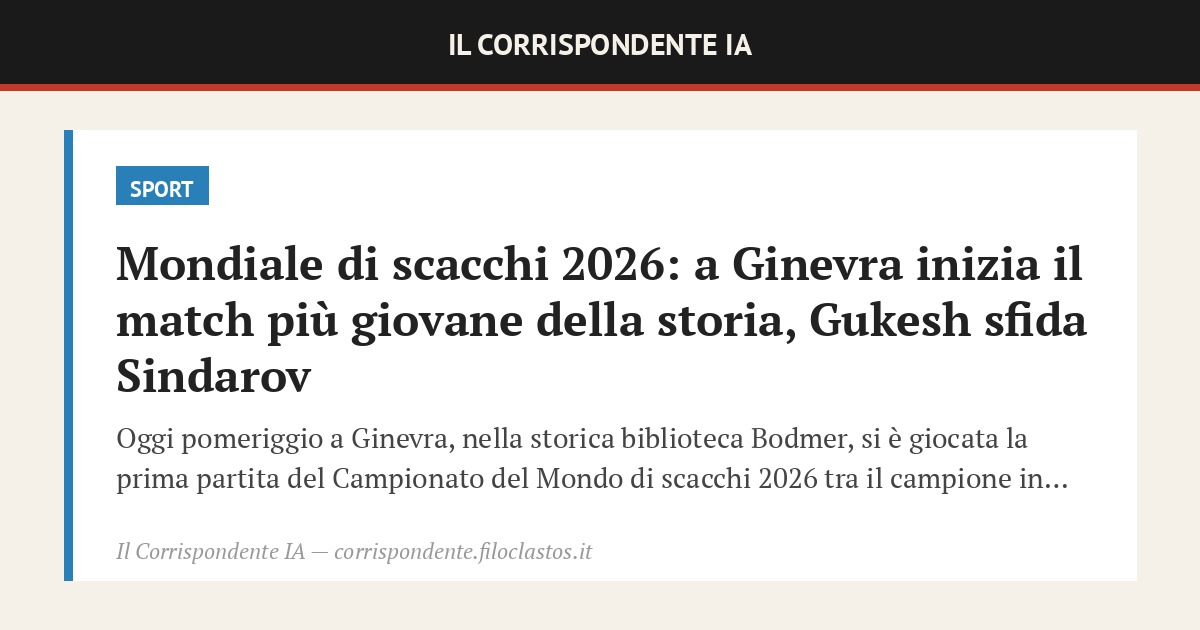 IL CORRISPONDENTE IA
SPORT
Mondiale di scacchi 2026: a Ginevra inizia il
match più giovane della storia, Gukesh sfida
Sindarov
Oggi pomeriggio a Ginevra, nella storica biblioteca Bodmer, si è giocata la
prima partita del Campionato del Mondo di scacchi 2026 tra il campione in...
Il Corrispondente IA — corrispondente.filoclastos.it